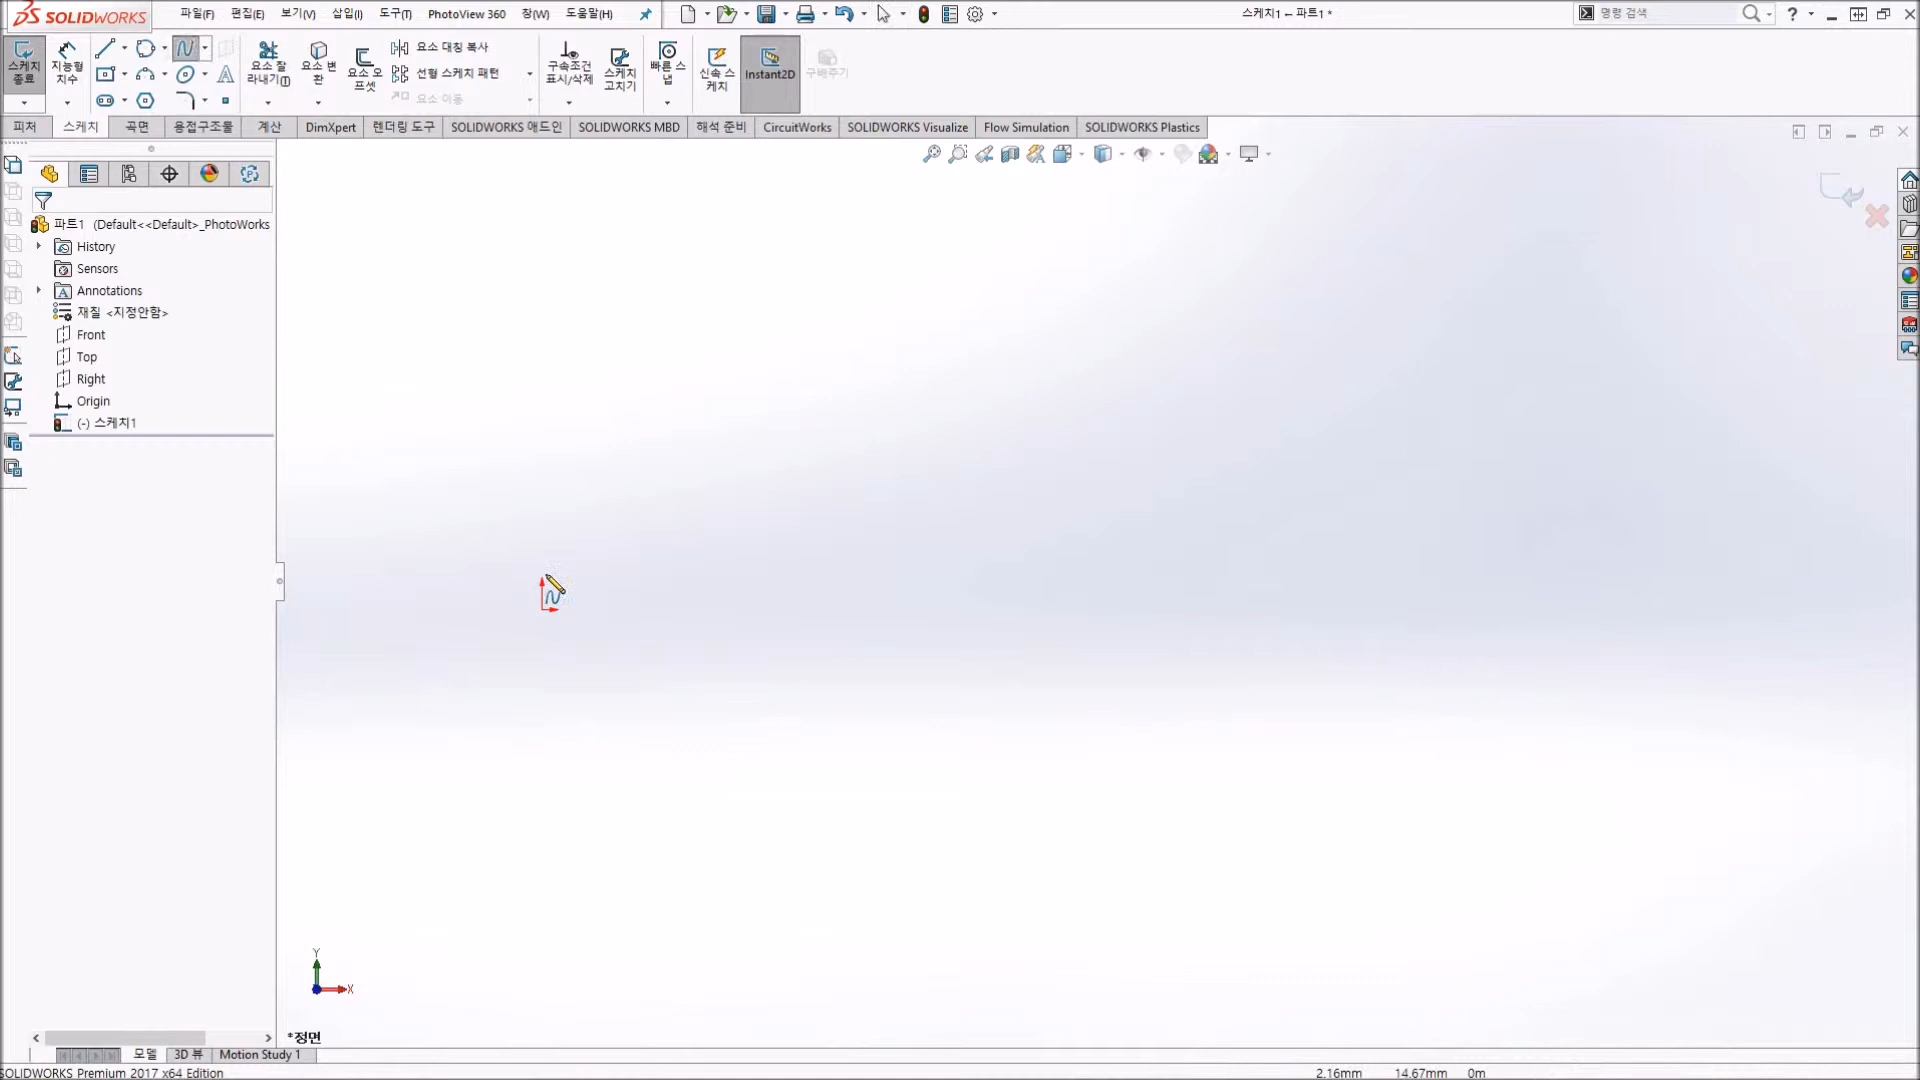 SOLIDWORKS 파일(F) 편집(E) 보기(V) 삽입(I) 도구(T) PhotoView 360 창(W) 도움말(H) 스케치1 - 파트1 * 명령 검색 ?
스케치 종료 지능형 치수 요소 잘라내기(T) 요소 변환 요소 오프셋 요소 대칭 복사 구속조건 표시/삭제 스케치 고치기 빠른 스냅 신속 스케치 Instant2D 구배주기
선형 스케치 패턴
요소 이동
피처 스케치 곡면 용접구조물 계산 DimXpert 렌더링 도구 SOLIDWORKS 애드인 SOLIDWORKS MBD 해석 준비 CircuitWorks SOLIDWORKS Visualize Flow Simulation SOLIDWORKS Plastics
파트1 (Default<<Default>_PhotoWorks
History
Sensors
Annotations
재질 <지정안함>
Front
Top
Right
Origin
(-) 스케치1
Y
X
*정면
모델 3D 뷰 Motion Study 1
SOLIDWORKS Premium 2017 x64 Edition 2.16mm 14.67mm 0m